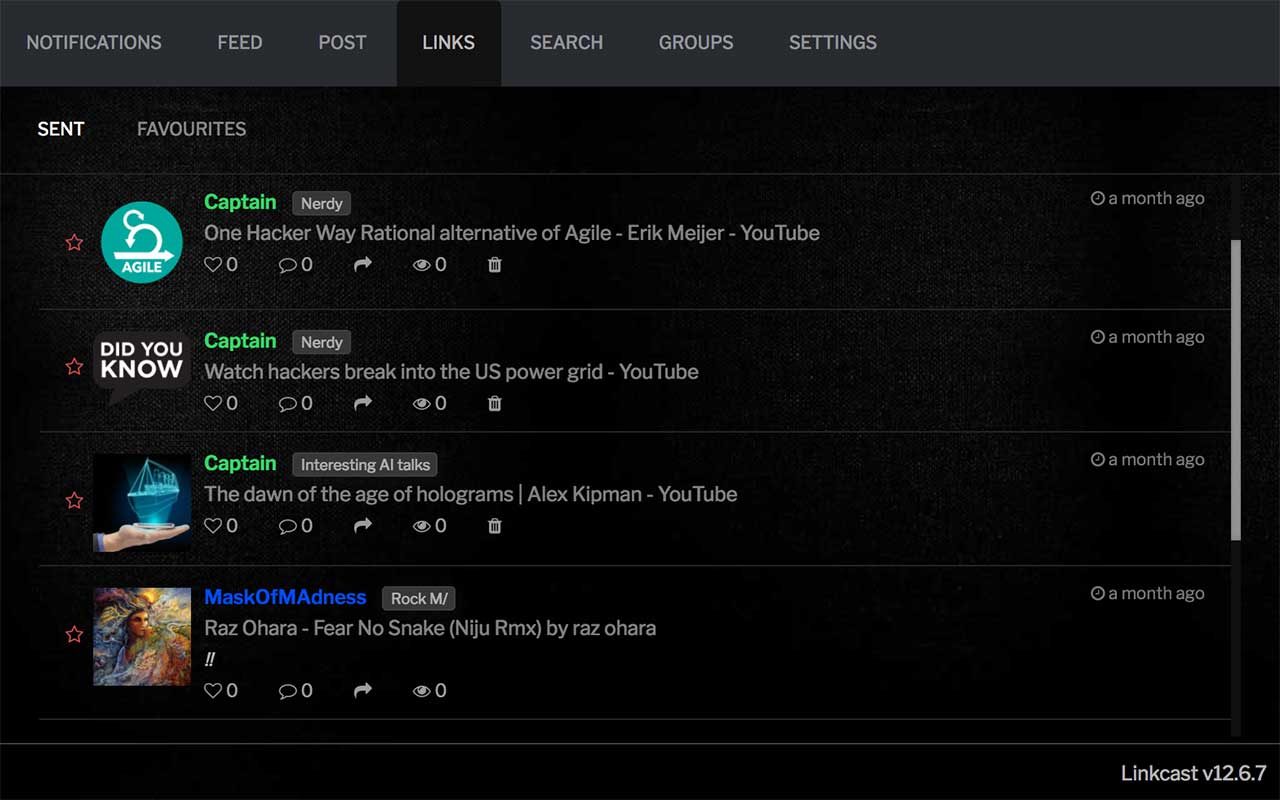 NOTIFICATIONS FEED POST LINKS SEARCH GROUPS SETTINGS
SENT FAVOURITES
Captain Nerdy a month ago
One Hacker Way Rational alternative of Agile - Erik Meijer - YouTube
AGILE
0 0 0
Captain Nerdy a month ago
DID YOU
KNOW
Watch hackers break into the US power grid - YouTube
0 0 0
Captain Interesting AI talks a month ago
The dawn of the age of holograms | Alex Kipman - YouTube
0 0 0
MaskOfMAdness Rock M/ a month ago
Raz Ohara - Fear No Snake (Niju Rmx) by raz ohara
!!
0 0 0
Linkcast v12.6.7